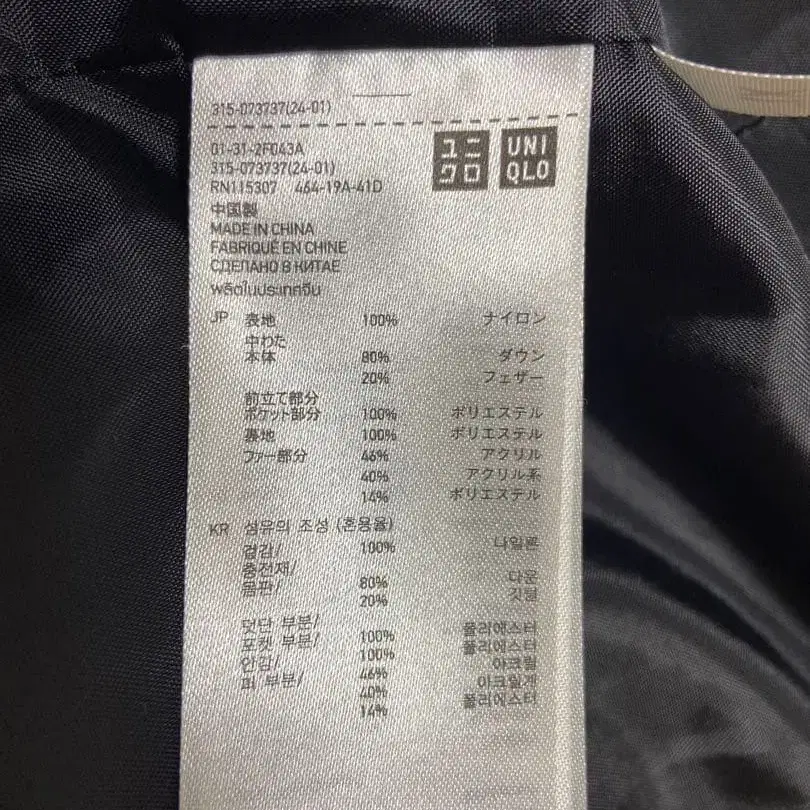 315-073737(24-01)
01-31-2F043A
315-073737(24-01)
RN115307 464-19A-41D
ユニ
クロ
UNI
QLO
中国製
MADE IN CHINA
FABRIQUÉ EN CHINE
СДЕЛАНО В КИТАЕ
ผลิตในประเทศจีน
JP 表地 100% ナイロン
中わた
本体 80% ダウン
20% フェザー
前立て部分
ポケット部分 100% ポリエステル
裏地 100% ポリエステル
ファー部分 46% アクリル
40% アクリル系
14% ポリエステル
KR 섬유의 조성 (혼용율)
겉감/ 100% 나일론
충전재/
몸판/ 80% 다운
20% 깃털
덧단 부분/
포켓 부분/ 100% 폴리에스터
안감/ 100% 폴리에스터
퍼 부분/ 46% 아크릴
40% 아크릴계
14% 폴리에스터